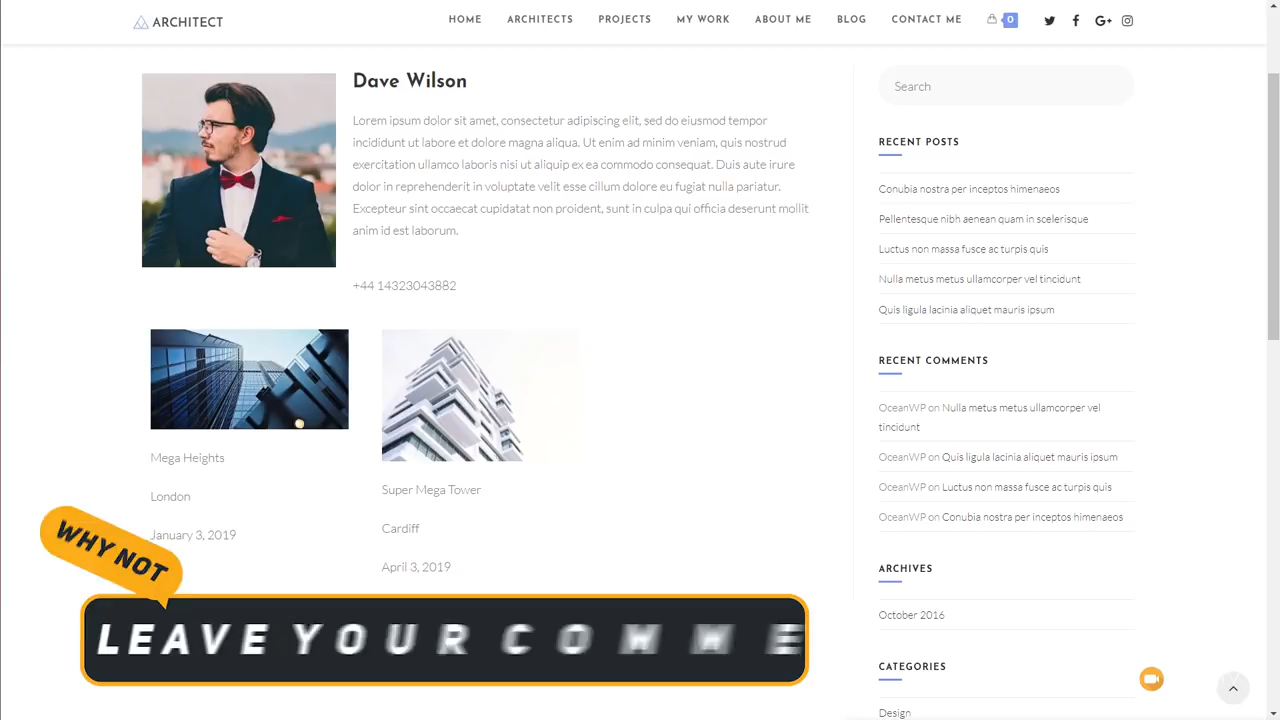 ARCHITECT
HOME ARCHITECTS PROJECTS MY WORK ABOUT ME BLOG CONTACT ME 0
Dave Wilson
Lorem ipsum dolor sit amet, consectetur adipiscing elit, sed do eiusmod tempor
incididunt ut labore et dolore magna aliqua. Ut enim ad minim veniam, quis nostrud
exercitation ullamco laboris nisi ut aliquip ex ea commodo consequat. Duis aute irure
dolor in reprehenderit in voluptate velit esse cillum dolore eu fugiat nulla pariatur.
Excepteur sint occaecat cupidatat non proident, sunt in culpa qui officia deserunt mollit
anim id est laborum.
+44 14323043882
Mega Heights
London
January 3, 2019
Super Mega Tower
Cardiff
April 3, 2019
WHY NOT
LEAVE YOUR COMME
Search
RECENT POSTS
Conubia nostra per inceptos himenaeos
Pellentesque nibh aenean quam in scelerisque
Luctus non massa fusce ac turpis quis
Nulla metus metus ullamcorper vel tincidunt
Quis ligula lacinia aliquet mauris ipsum
RECENT COMMENTS
OceanWP on Nulla metus metus ullamcorper vel
tincidunt
OceanWP on Quis ligula lacinia aliquet mauris ipsum
OceanWP on Luctus non massa fusce ac turpis quis
OceanWP on Conubia nostra per inceptos himenaeos
ARCHIVES
October 2016
CATEGORIES
Design